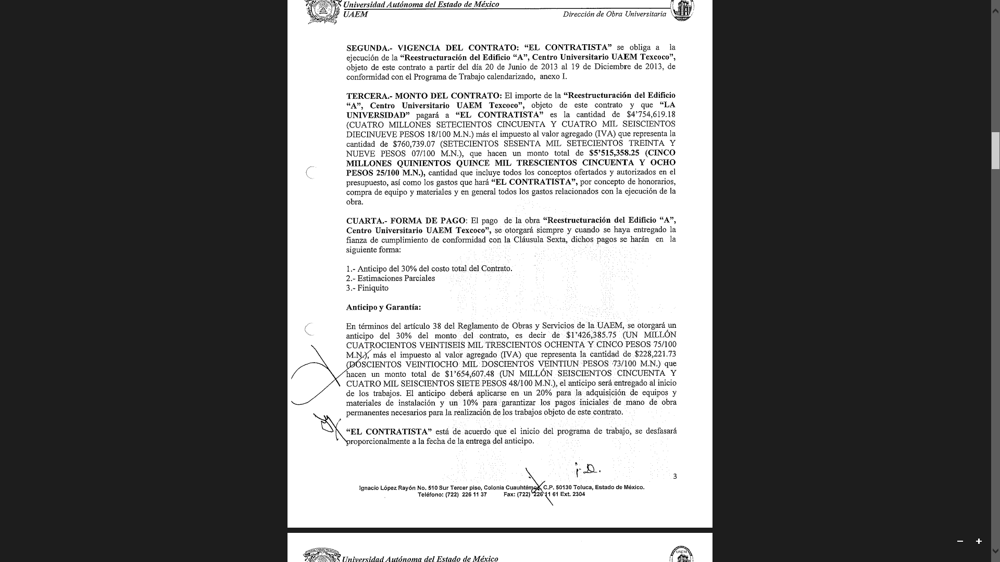 Universidad Autónoma del Estado de México
UAEM Dirección de Obra Universitaria
SEGUNDA.- VIGENCIA DEL CONTRATO: “EL CONTRATISTA” se obliga a la
ejecución de la “Reestructuración del Edificio “A”, Centro Universitario UAEM Texcoco”,
objeto de este contrato a partir del día 20 de Junio de 2013 al 19 de Diciembre de 2013, de
conformidad con el Programa de Trabajo calendarizado, anexo I.
TERCERA.- MONTO DEL CONTRATO: El importe de la “Reestructuración del Edificio
“A”, Centro Universitario UAEM Texcoco”, objeto de este contrato y que “LA
UNIVERSIDAD” pagará a “EL CONTRATISTA” es la cantidad de $4’754,619.18
(CUATRO MILLONES SETECIENTOS CINCUENTA Y CUATRO MIL SEISCIENTOS
DIECINUEVE PESOS 18/100 M.N.) más el impuesto al valor agregado (IVA) que representa la
cantidad de $760,739.07 (SETECIENTOS SESENTA MIL SETECIENTOS TREINTA Y
NUEVE PESOS 07/100 M.N.), que hacen un monto total de $5’515,358.25 (CINCO
MILLONES QUINIENTOS QUINCE MIL TRESCIENTOS CINCUENTA Y OCHO
PESOS 25/100 M.N.), cantidad que incluye todos los conceptos ofertados y autorizados en el
presupuesto, así como los gastos que hará “EL CONTRATISTA”, por concepto de honorarios,
compra de equipo y materiales y en general todos los gastos relacionados con la ejecución de la
obra.
CUARTA.- FORMA DE PAGO: El pago de la obra “Reestructuración del Edificio “A”,
Centro Universitario UAEM Texcoco”, se otorgará siempre y cuando se haya entregado la
fianza de cumplimiento de conformidad con la Cláusula Sexta, dichos pagos se harán en la
siguiente forma:
1.- Anticipo del 30% del costo total del Contrato.
2.- Estimaciones Parciales
3.- Finiquito
Anticipo y Garantía:
En términos del artículo 38 del Reglamento de Obras y Servicios de la UAEM, se otorgará un
anticipo del 30% del monto del contrato, es decir de $1’426,385.75 (UN MILLÓN
CUATROCIENTOS VEINTISEIS MIL TRESCIENTOS OCHENTA Y CINCO PESOS 75/100
M.N.), más el impuesto al valor agregado (IVA) que representa la cantidad de $228,221.73
(DOSCIENTOS VEINTIOCHO MIL DOSCIENTOS VEINTIUN PESOS 73/100 M.N.) que
hacen un monto total de $1’654,607.48 (UN MILLÓN SEISCIENTOS CINCUENTA Y
CUATRO MIL SEISCIENTOS SIETE PESOS 48/100 M.N.), el anticipo será entregado al inicio
de los trabajos. El anticipo deberá aplicarse en un 20% para la adquisición de equipos y
materiales de instalación y un 10% para garantizar los pagos iniciales de mano de obra
permanentes necesarios para la realización de los trabajos objeto de este contrato.
“EL CONTRATISTA” está de acuerdo que el inicio del programa de trabajo, se desfasará
proporcionalmente a la fecha de la entrega del anticipo.
3
Ignacio López Rayón No. 510 Sur Tercer piso, Colonia Cuauhtémoc, C.P. 50130 Toluca, Estado de México.
Teléfono: (722) 226 11 37 Fax: (722) 226 11 61 Ext. 2304
Universidad Autónoma del Estado de México